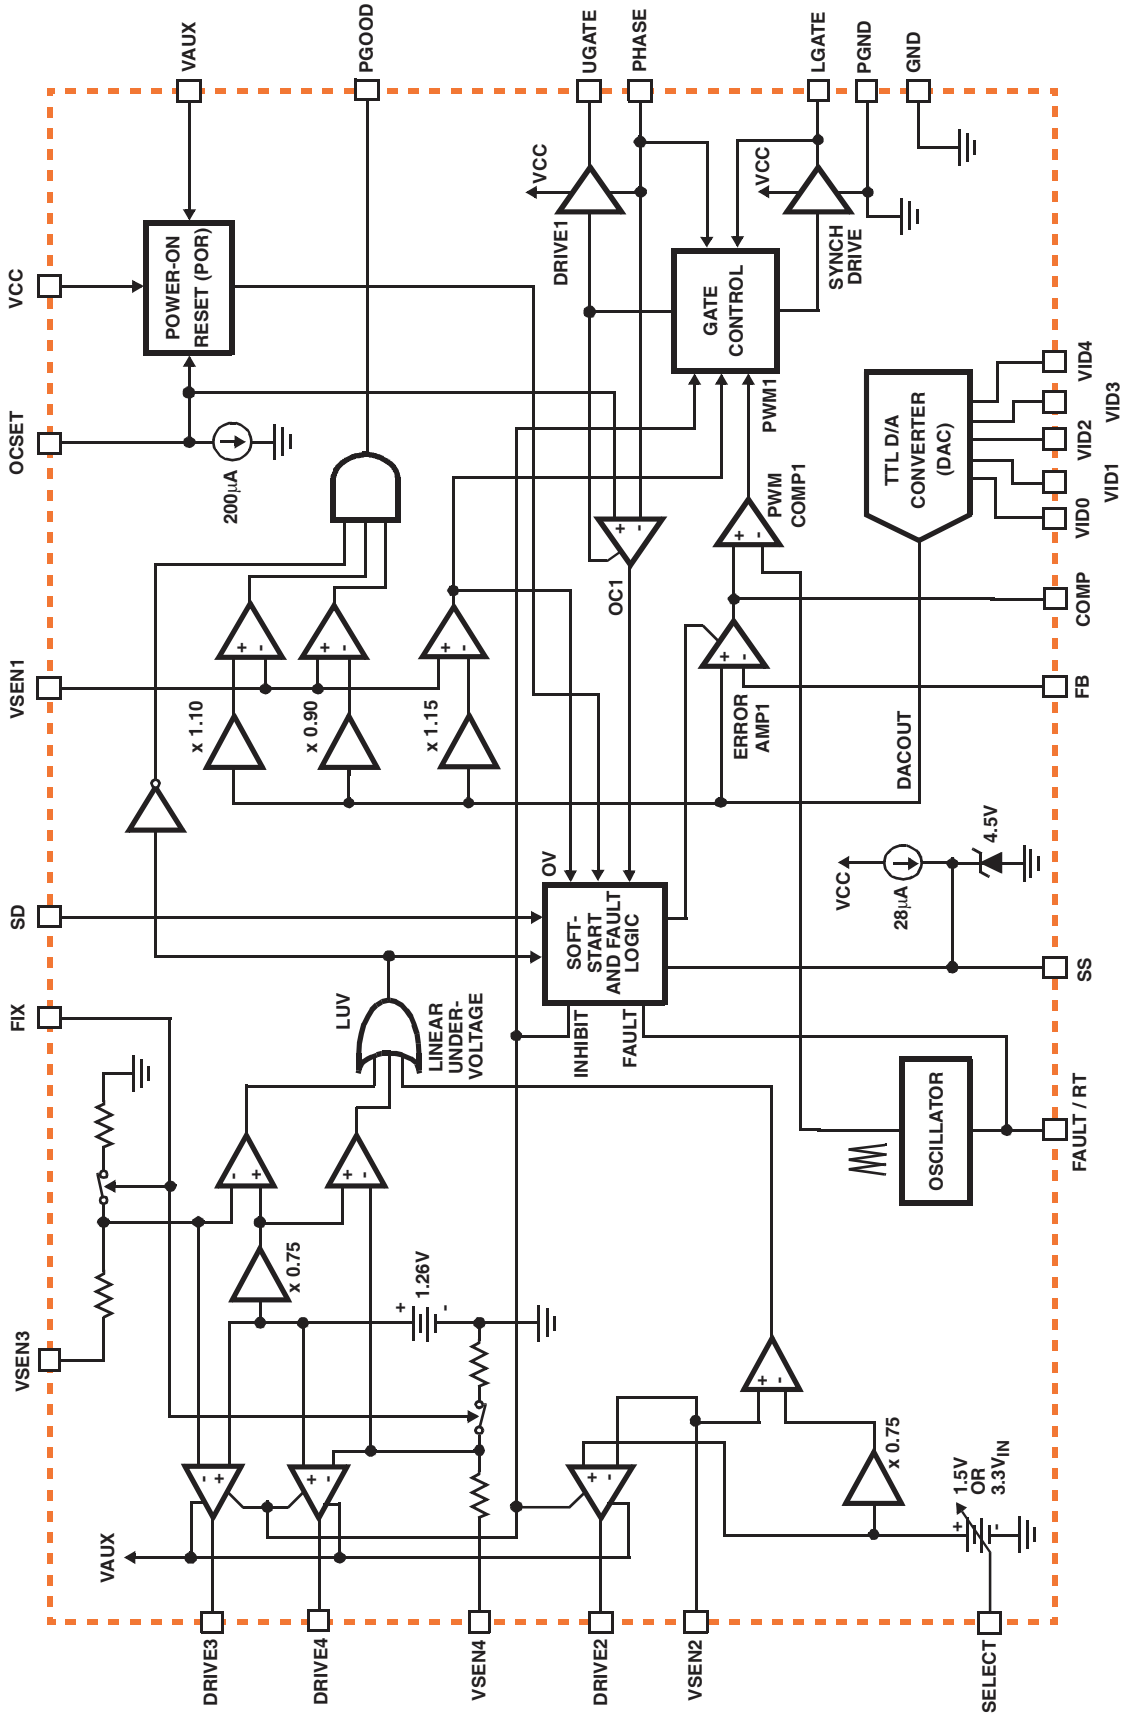 VSEN3
FIX
SD
VSEN1
OCSET
VCC
VAUX
PGOOD
UGATE
PHASE
LGATE
PGND
GND
POWER-ON
RESET (POR)
200µA
VCC
DRIVE1
VCC
SYNCH
DRIVE
GATE
CONTROL
PWM1
PWM
COMP1
+
-
TTL D/A
CONVERTER
(DAC)
VID4
VID3
VID2
VID1
VID0
COMP
FB
x 1.10
x 0.90
x 1.15
+
-
+
-
+
-
+
-
OC1
+
-
ERROR
AMP1
DACOUT
OV
SOFT-
START
AND FAULT
LOGIC
INHIBIT
FAULT
VCC
28µA
4.5V
SS
LUV
LINEAR
UNDER-
VOLTAGE
OSCILLATOR
FAULT / RT
-
+
+
-
x 0.75
+
1.26V
-
-
+
+
-
+
-
+
-
x 0.75
1.5V
OR
3.3VIN
+
-
VAUX
DRIVE3
DRIVE4
VSEN4
DRIVE2
VSEN2
SELECT